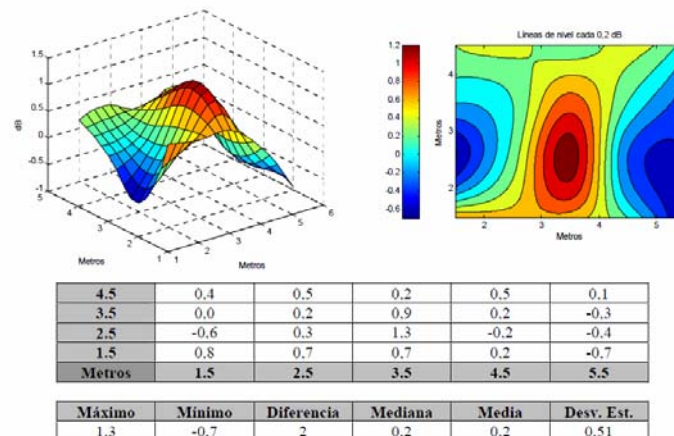 1.5
1
0.5
0
-0.5
-1
dB
5
4
3
2
1
Metros
1
2
3
4
5
6
Metros
1.2
1
0.8
0.6
0.4
0.2
0
-0.2
-0.4
-0.6
Líneas de nivel cada 0,2 dB
4
3
2
Metros
2
3
4
5
Metros
4.5 0,4 0,5 0,2 0,5 0,1
3.5 0,0 0,2 0,9 0,2 -0,3
2.5 -0,6 0,3 1,3 -0,2 -0,4
1.5 0,8 0,7 0,7 0,2 -0,7
Metros 1.5 2.5 3.5 4.5 5.5
Máximo Mínimo Diferencia Mediana Media Desv. Est.
1,3 -0,7 2 0,2 0,2 0,51